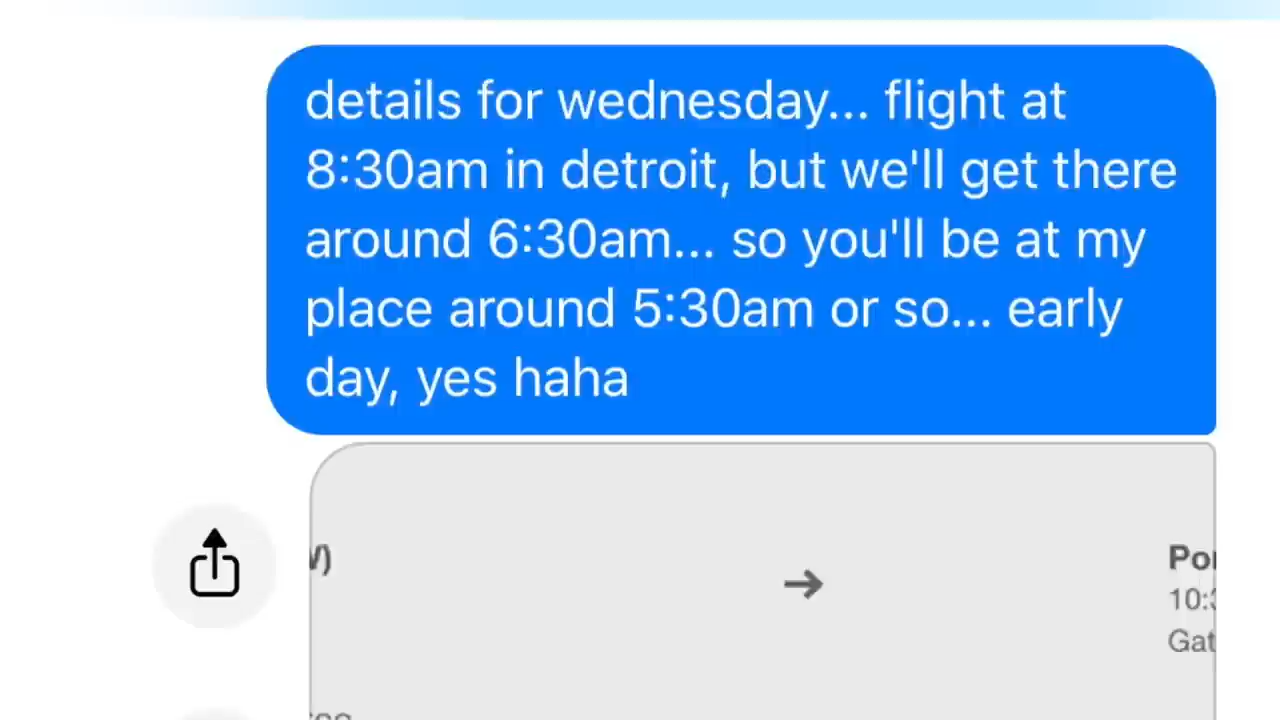 details for wednesday... flight at
8:30am in detroit, but we'll get there
around 6:30am... so you'll be at my
place around 5:30am or so... early
day, yes haha